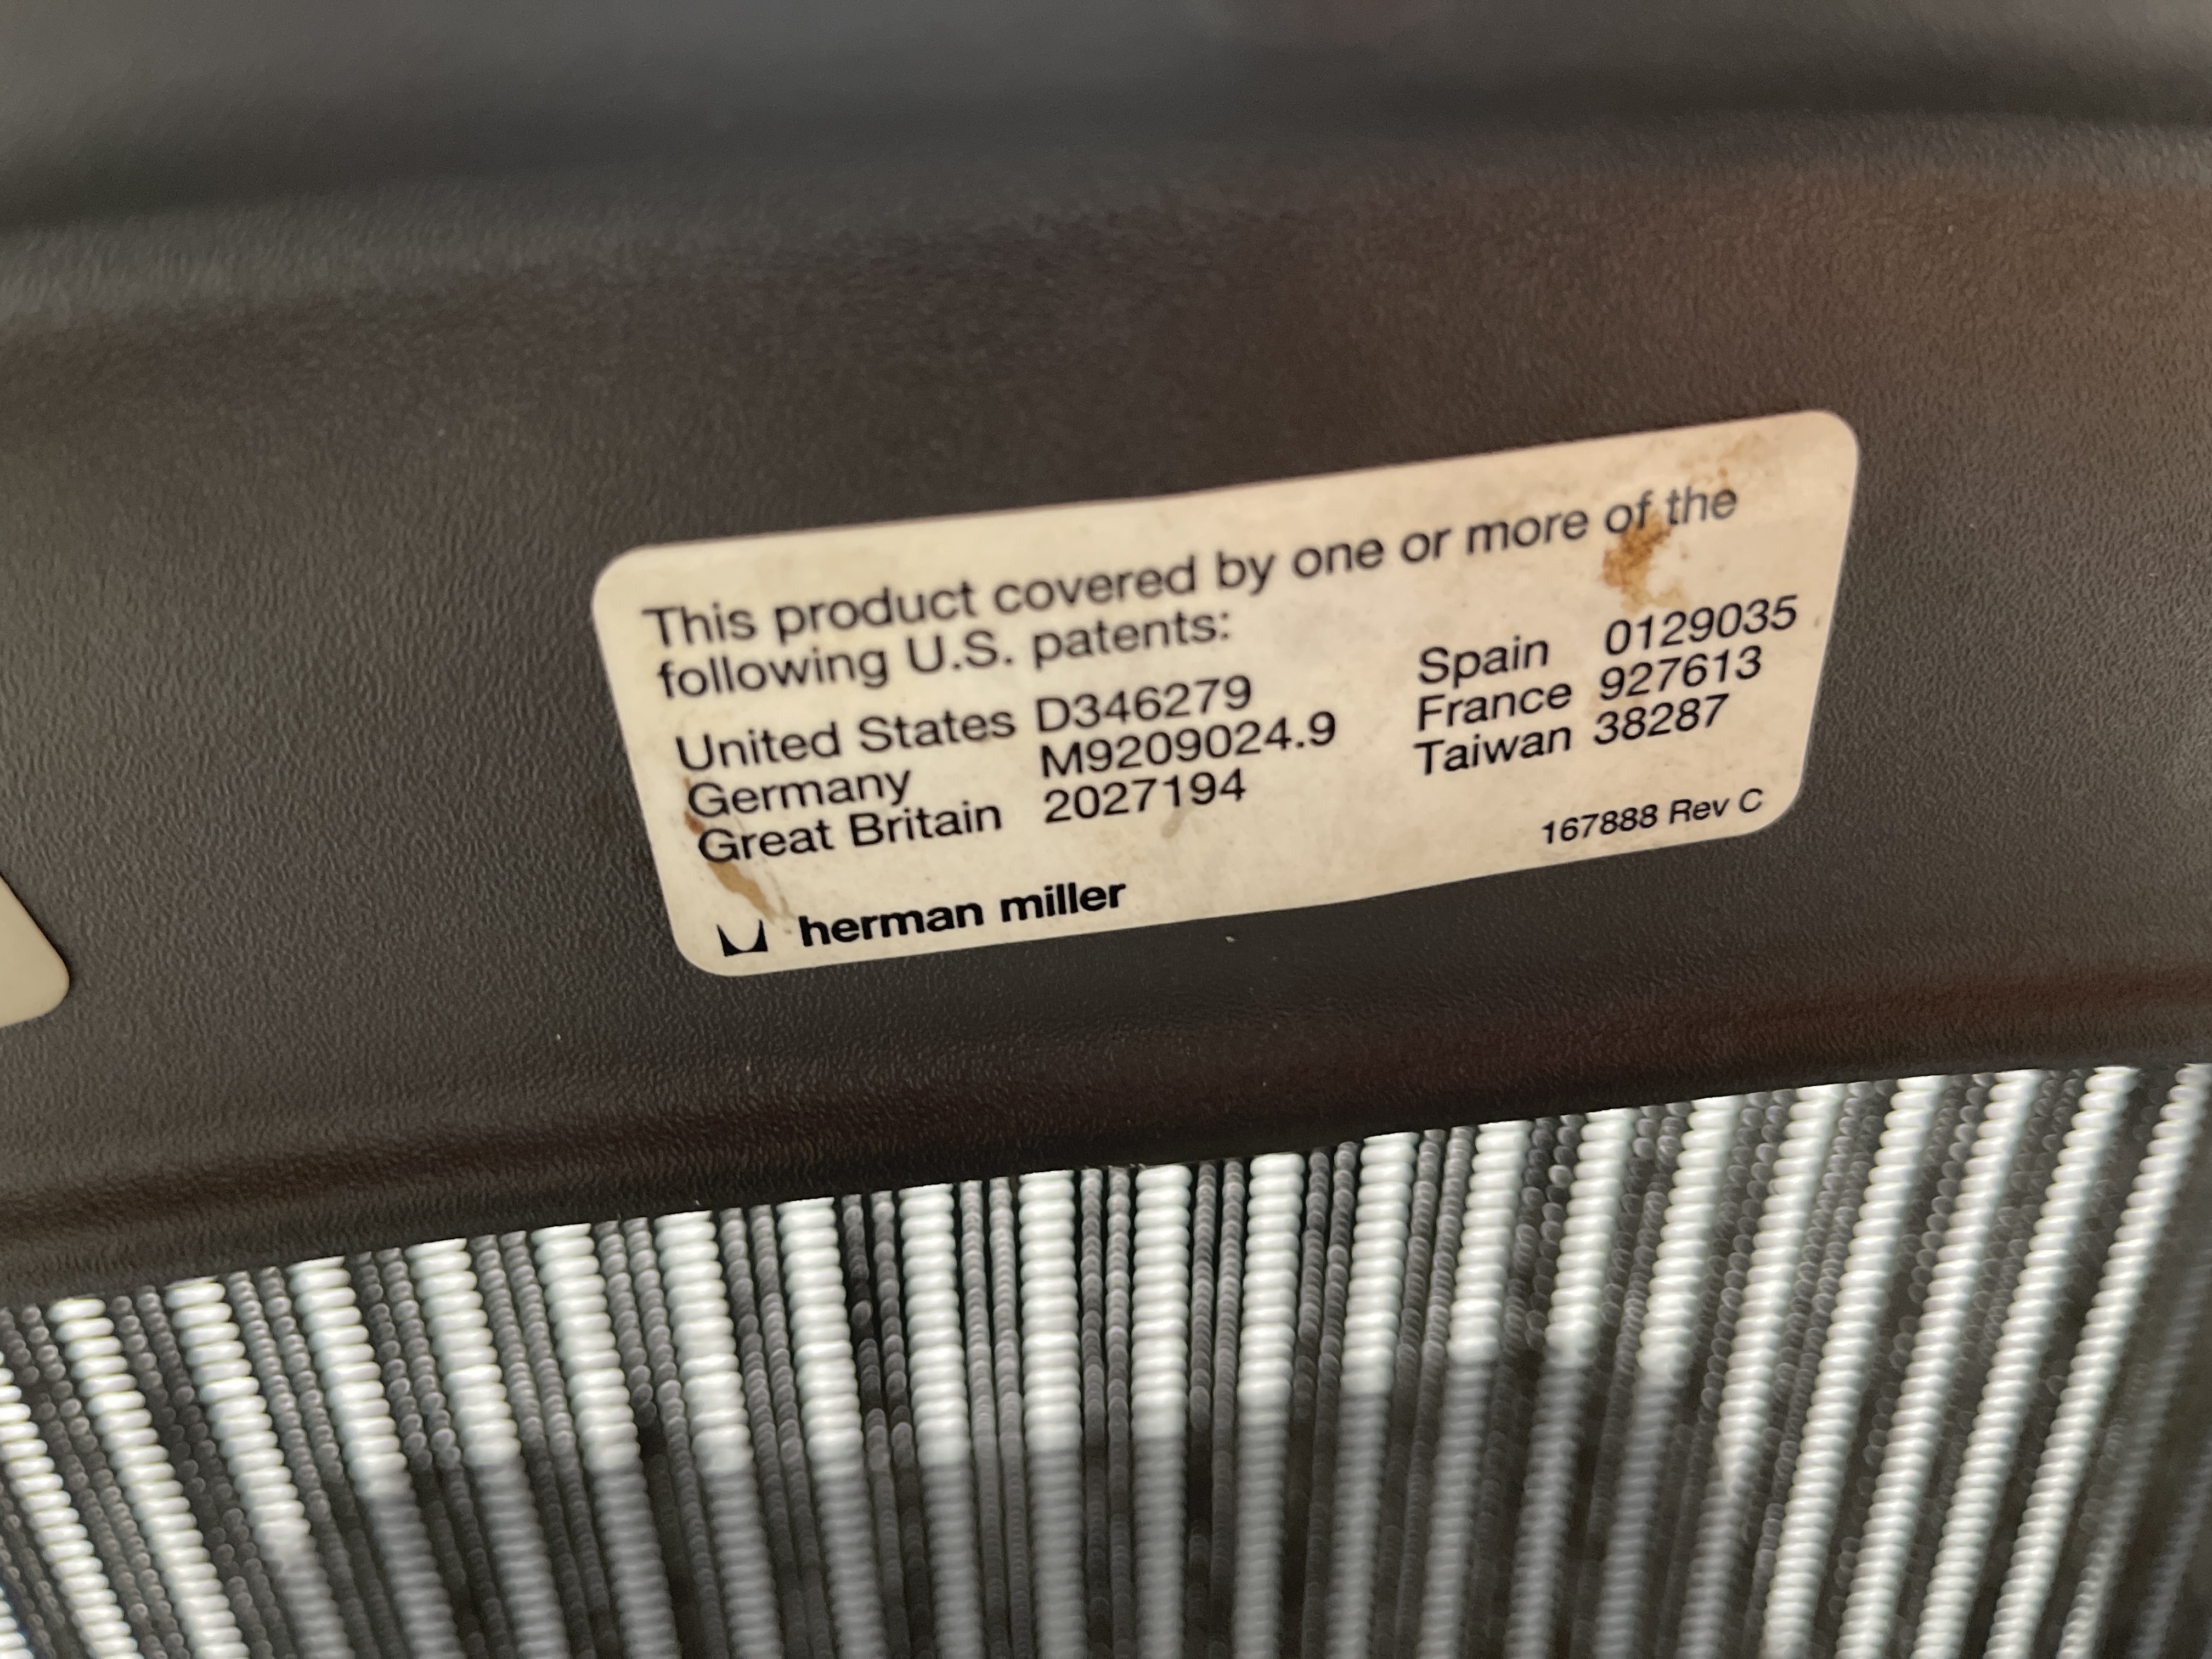 This product covered by one or more of the
following U.S. patents:
United States D346279
Germany M9209024.9
Great Britain 2027194
Spain 0129035
France 927613
Taiwan 38287
167888 Rev C
herman miller